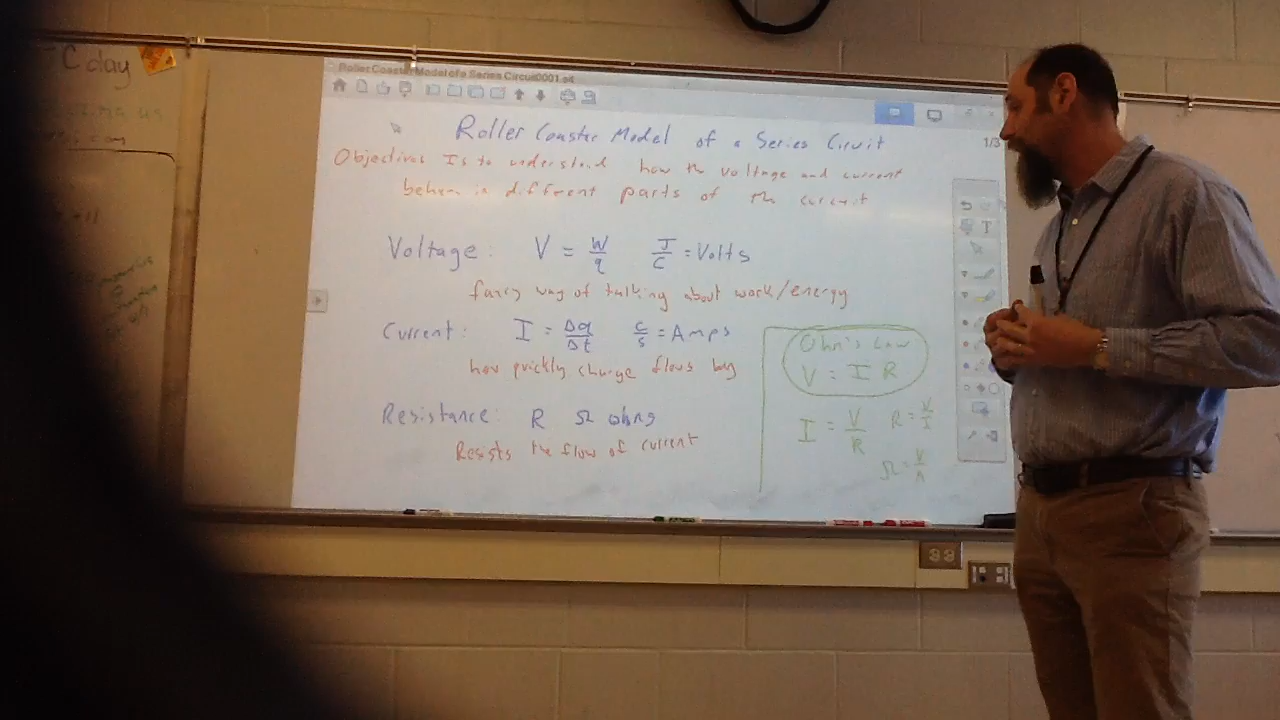 C day
Roller Coaster Model of a Series Circuit0001.olt
Roller Coaster Model of a Series Circuit
1/3
Objective: Is to understand how the voltage and current
behave in different parts of the circuit
Voltage: V = W/q J/C = Volts
fancy way of talking about work/energy
Current: I = Δq/Δt C/s = Amps
how quickly charge flows by
Resistance: R Ω ohms
Resists the flow of current
Ohm's Law
V = I R
I = V/R R = V/I
Ω = V/A
T